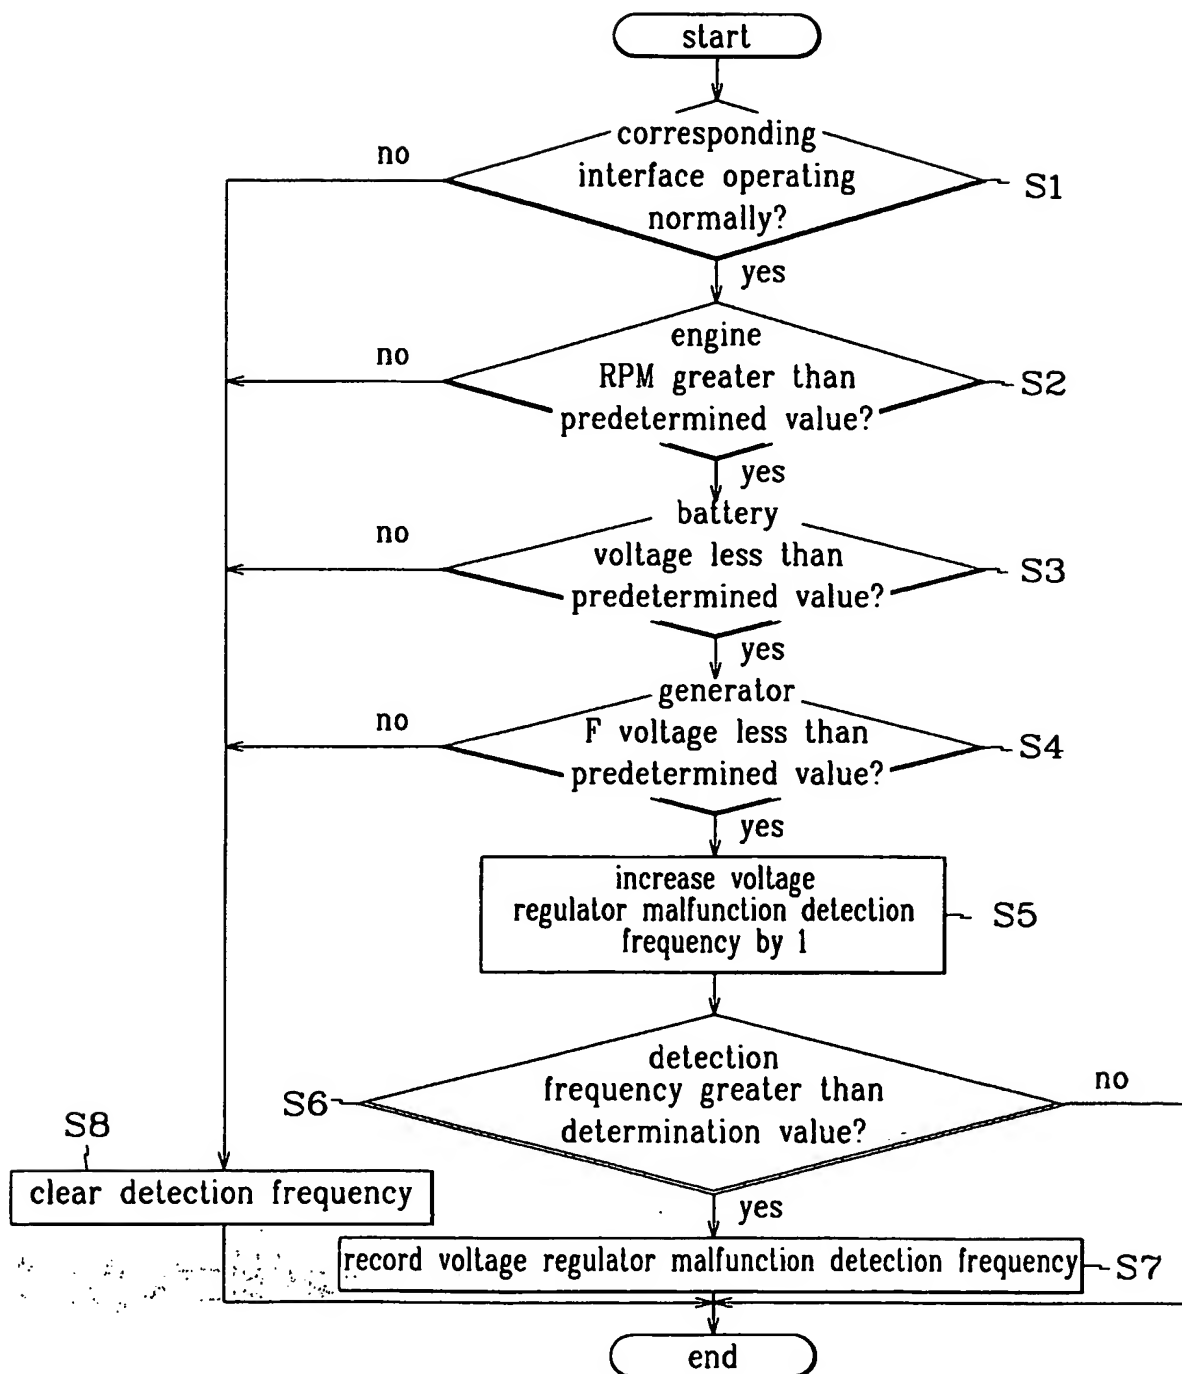 start
corresponding
interface operating
normally?
no
S1
yes
engine
RPM greater than
predetermined value?
no
S2
yes
battery
voltage less than
predetermined value?
no
S3
yes
generator
F voltage less than
predetermined value?
no
S4
yes
increase voltage
regulator malfunction detection
frequency by 1
S5
detection
frequency greater than
determination value?
S6
no
yes
S8
clear detection frequency
record voltage regulator malfunction detection frequency
S7
end